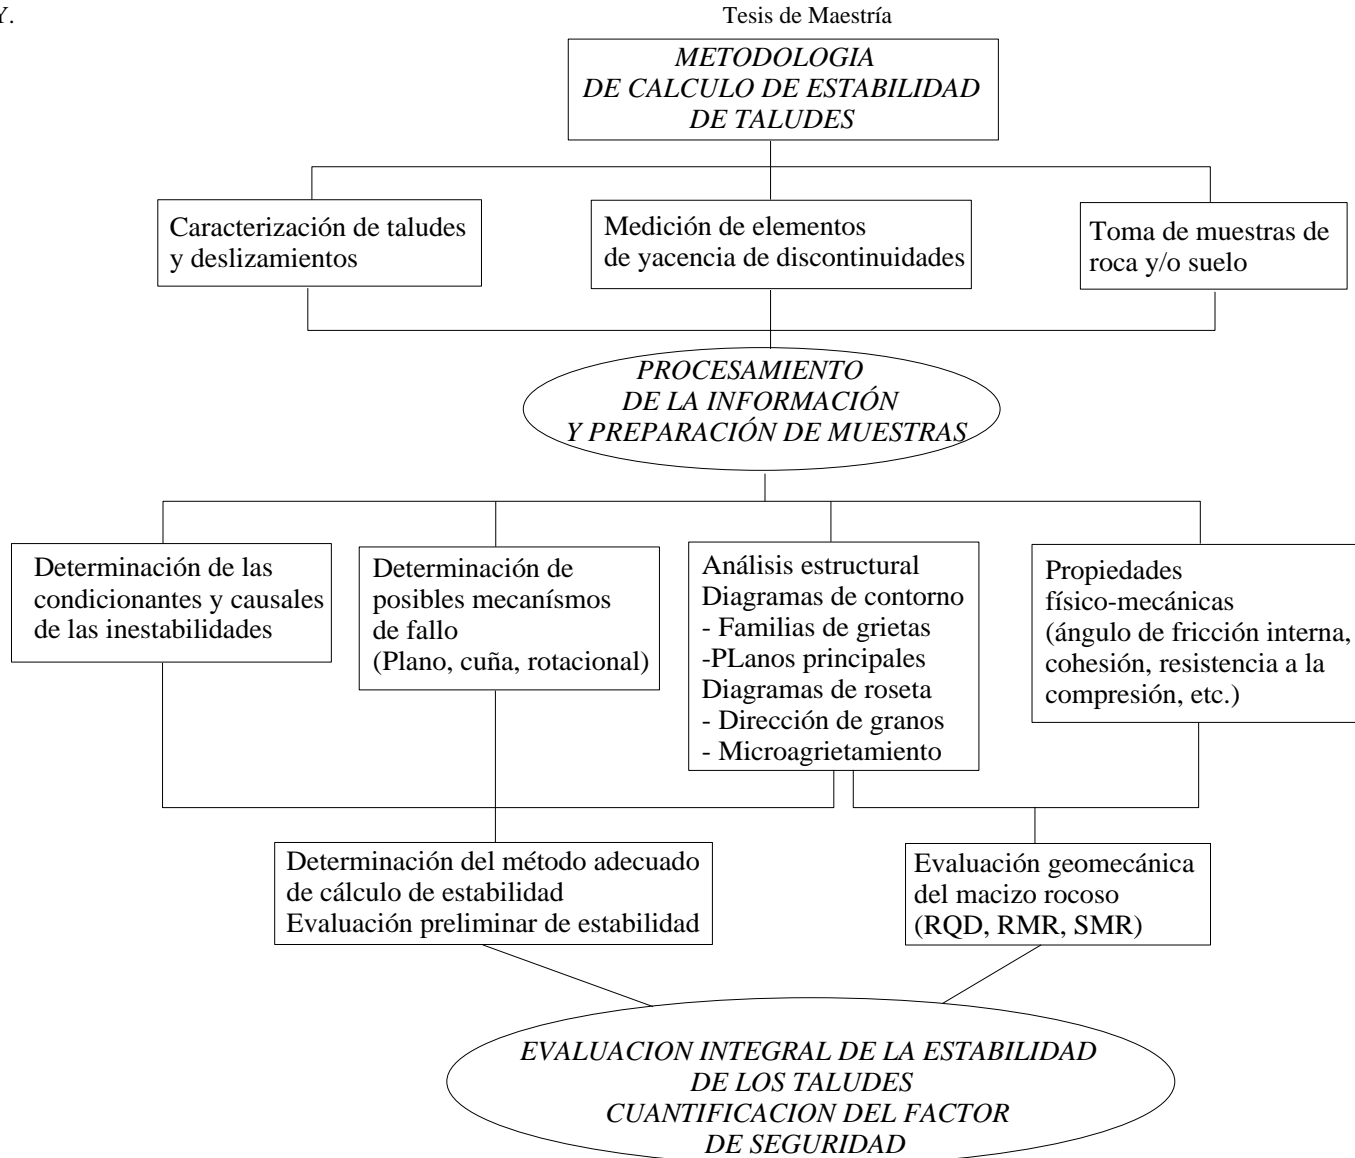 Y.
Tesis de Maestría
METODOLOGIA
DE CALCULO DE ESTABILIDAD
DE TALUDES
Caracterización de taludes
y deslizamientos
Medición de elementos
de yacencia de discontinuidades
Toma de muestras de
roca y/o suelo
PROCESAMIENTO
DE LA INFORMACIÓN
Y PREPARACIÓN DE MUESTRAS
Determinación de las
condicionantes y causales
de las inestabilidades
Determinación de
posibles mecanísmos
de fallo
(Plano, cuña, rotacional)
Análisis estructural
Diagramas de contorno
- Familias de grietas
-PLanos principales
Diagramas de roseta
- Dirección de granos
- Microagrietamiento
Propiedades
físico-mecánicas
(ángulo de fricción interna,
cohesión, resistencia a la
compresión, etc.)
Determinación del método adecuado
de cálculo de estabilidad
Evaluación preliminar de estabilidad
Evaluación geomecánica
del macizo rocoso
(RQD, RMR, SMR)
EVALUACION INTEGRAL DE LA ESTABILIDAD
DE LOS TALUDES
CUANTIFICACION DEL FACTOR
DE SEGURIDAD